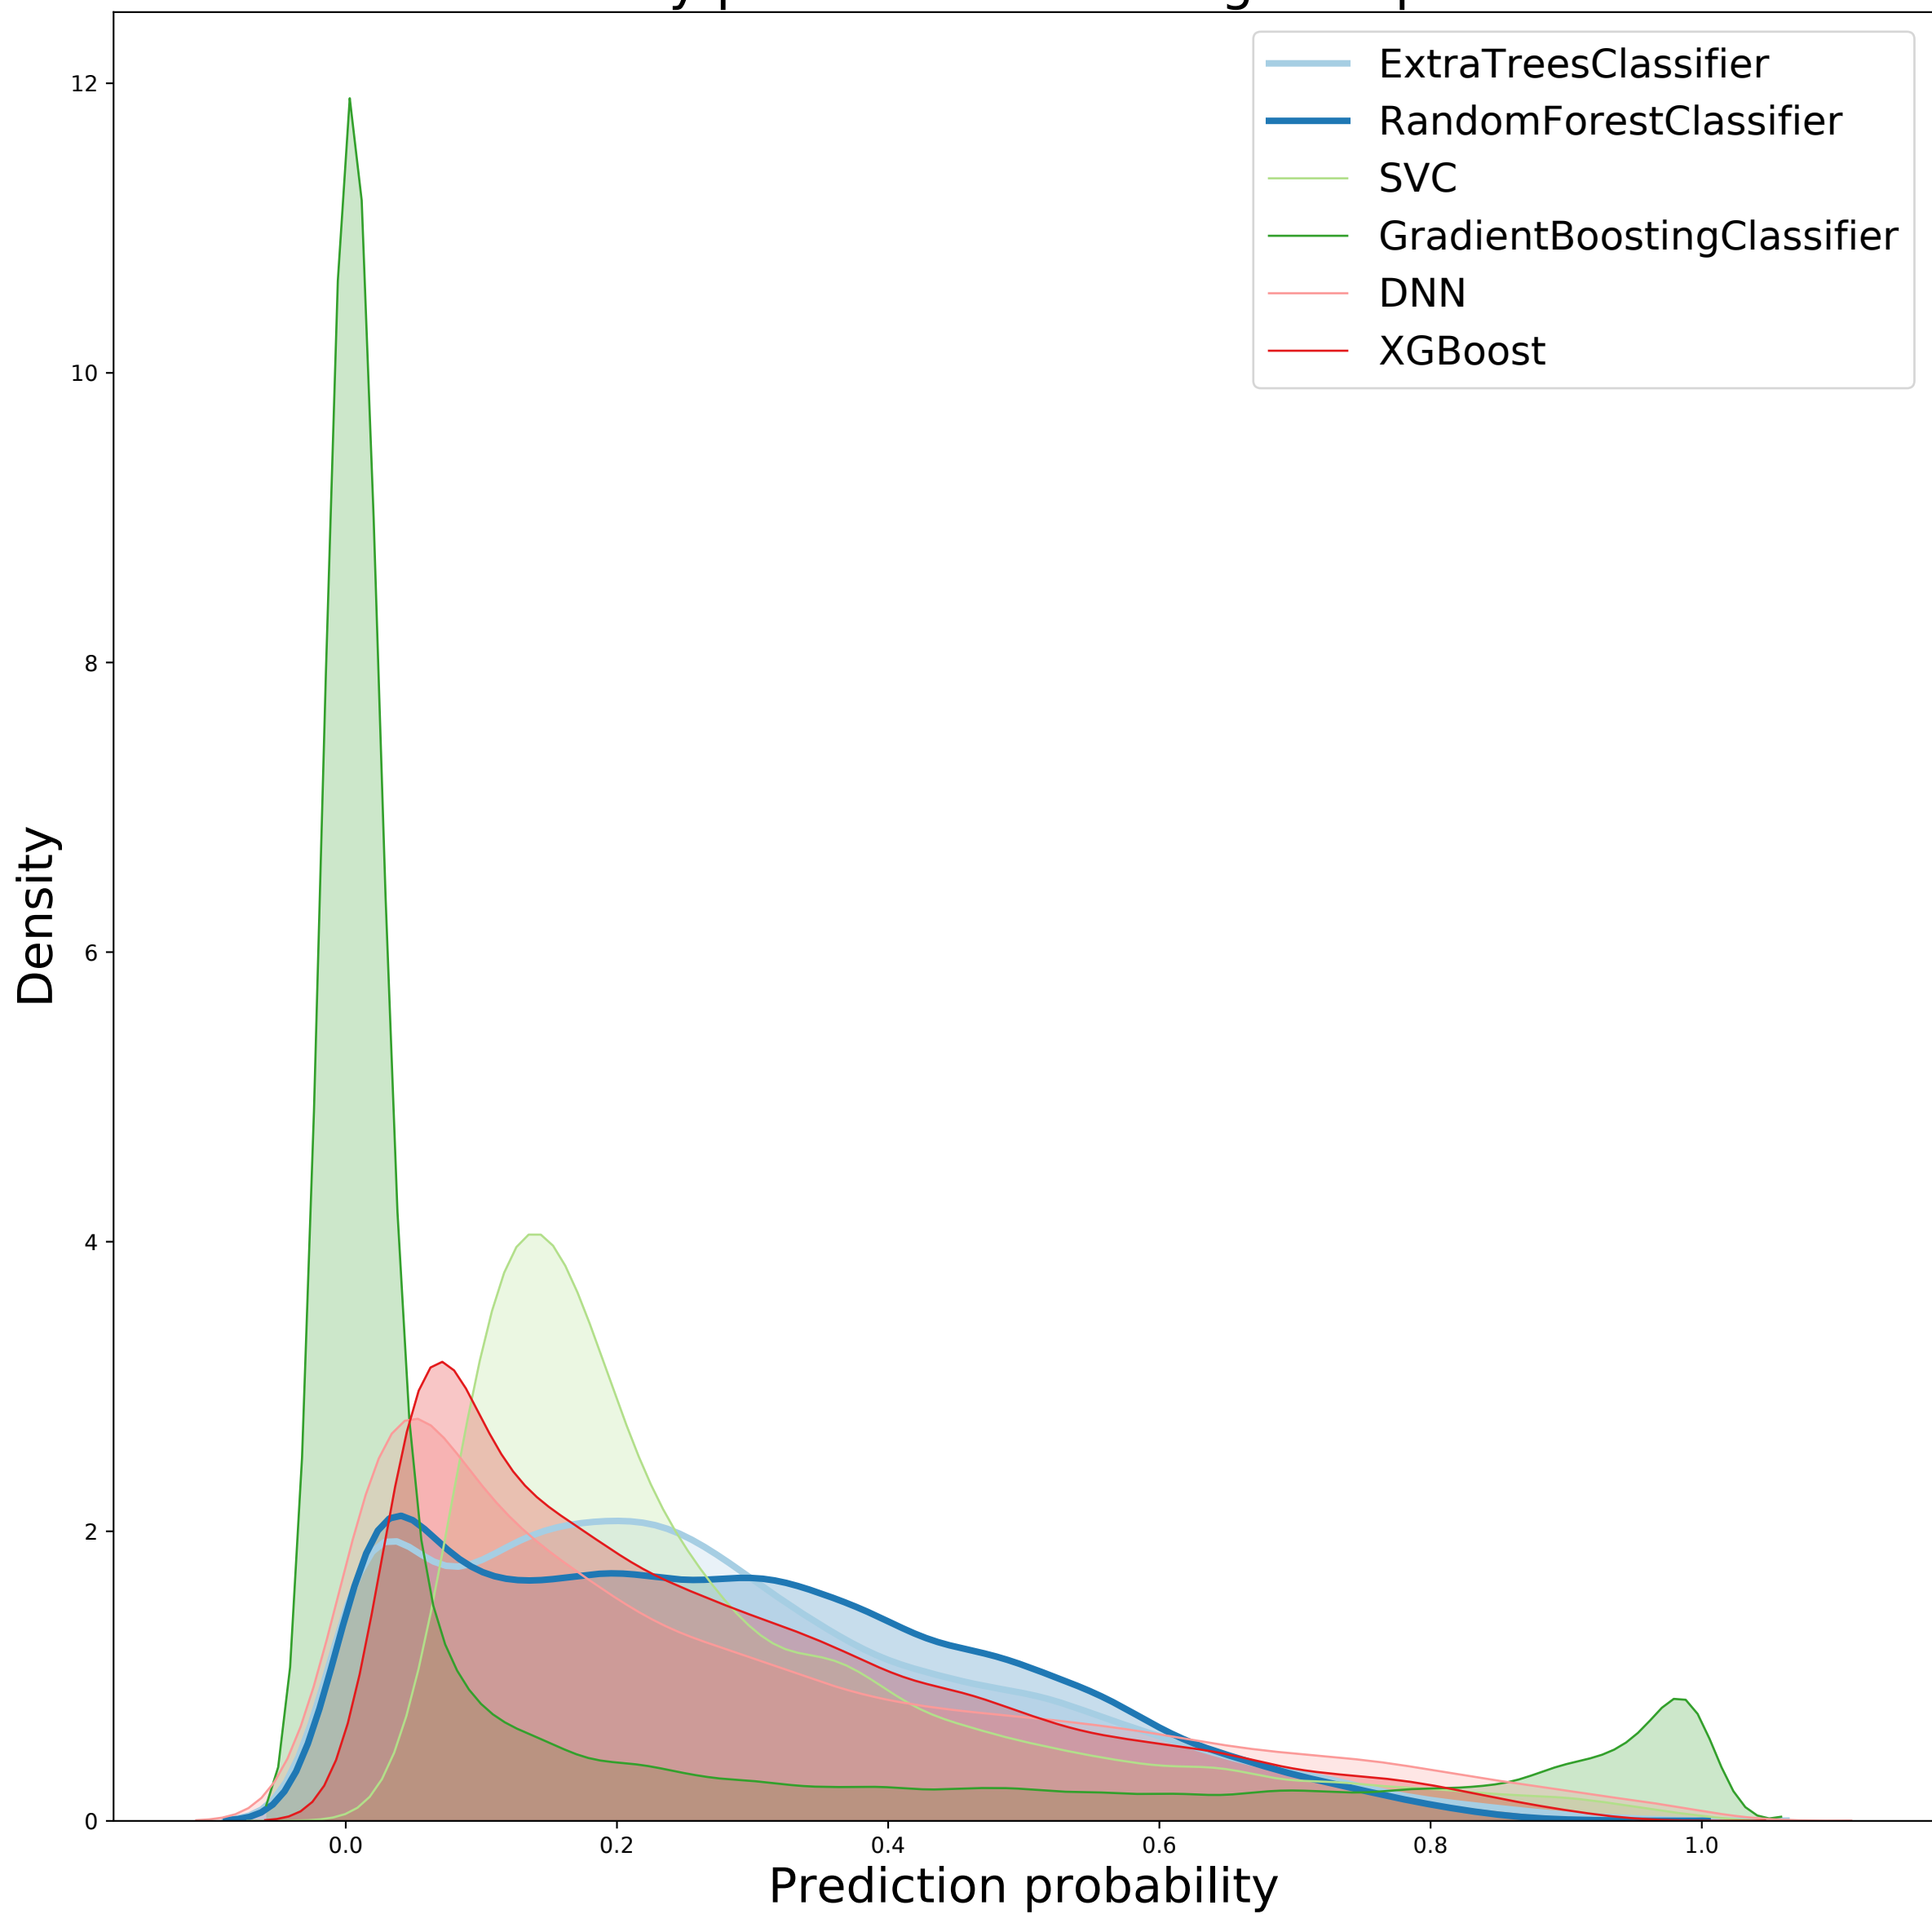 ExtraTreesClassifier
RandomForestClassifier
SVC
GradientBoostingClassifier
DNN
XGBoost
12
10
8
6
4
2
0
Density
0.0 0.2 0.4 0.6 0.8 1.0
Prediction probability